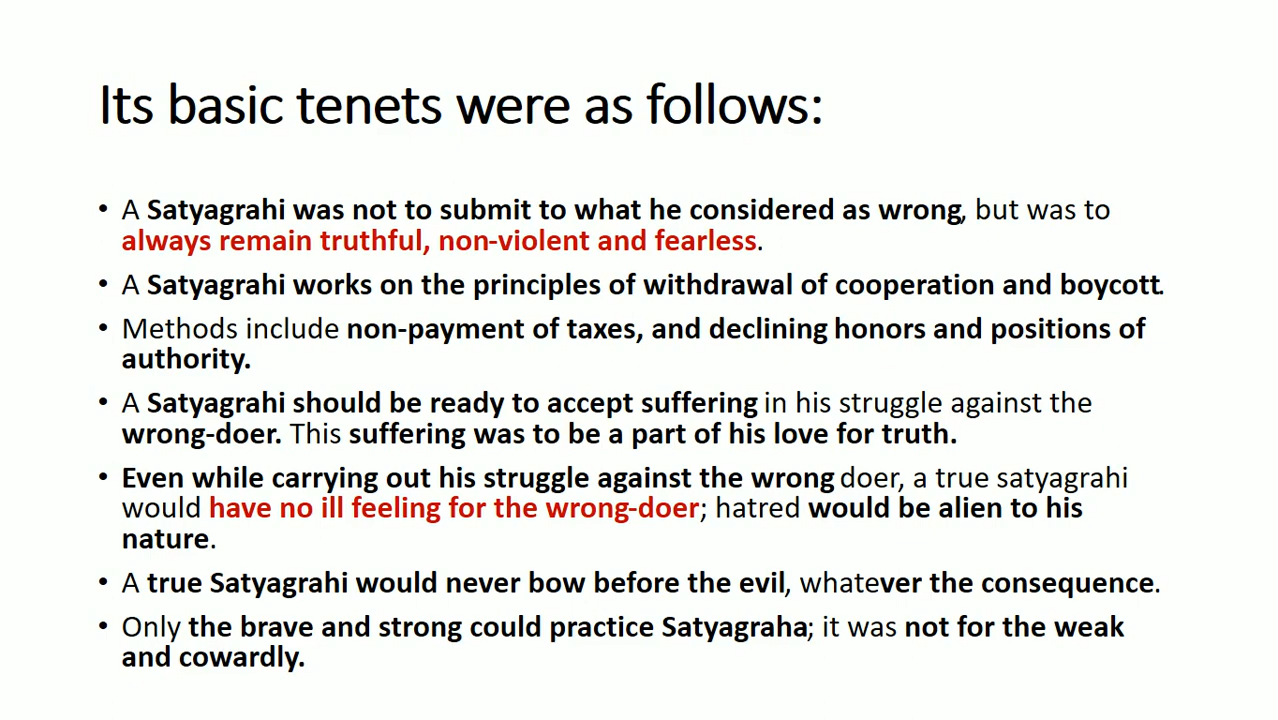 Its basic tenets were as follows:
• A Satyagrahi was not to submit to what he considered as wrong, but was to
always remain truthful, non-violent and fearless.
• A Satyagrahi works on the principles of withdrawal of cooperation and boycott.
• Methods include non-payment of taxes, and declining honors and positions of
authority.
• A Satyagrahi should be ready to accept suffering in his struggle against the
wrong-doer. This suffering was to be a part of his love for truth.
• Even while carrying out his struggle against the wrong doer, a true satyagrahi
would have no ill feeling for the wrong-doer; hatred would be alien to his
nature.
• A true Satyagrahi would never bow before the evil, whatever the consequence.
• Only the brave and strong could practice Satyagraha; it was not for the weak
and cowardly.